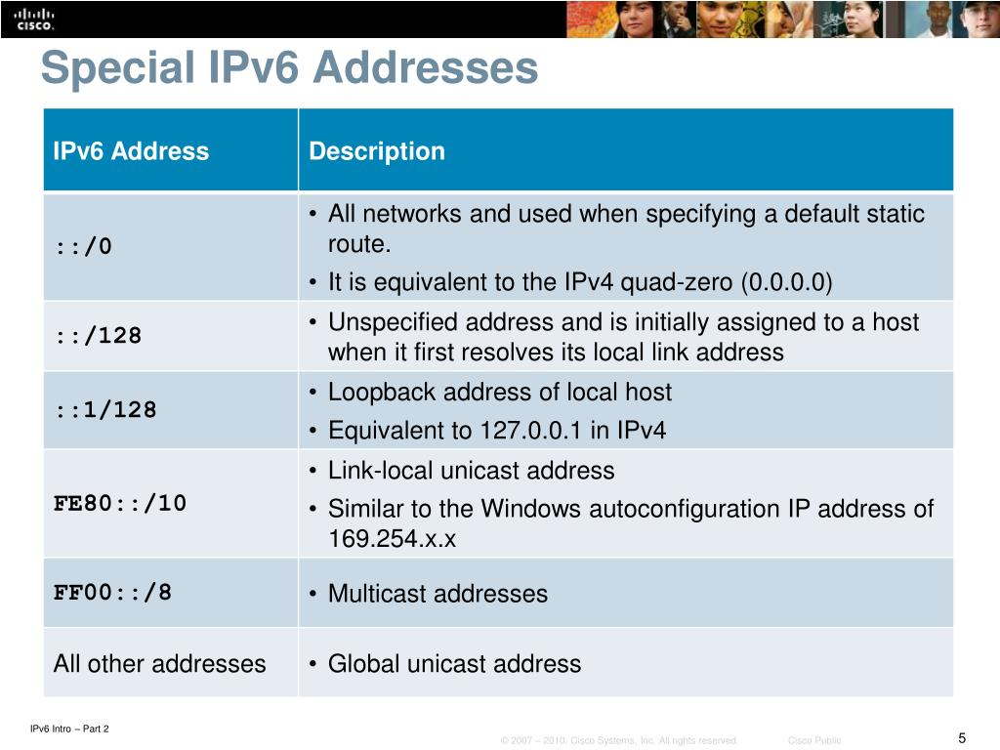 CISCO.
Special IPv6 Addresses
IPv6 Address
Description
::/0
• All networks and used when specifying a default static
route.
• It is equivalent to the IPv4 quad-zero (0.0.0.0)
::/128
• Unspecified address and is initially assigned to a host
when it first resolves its local link address
::1/128
• Loopback address of local host
• Equivalent to 127.0.0.1 in IPv4
FE80::/10
• Link-local unicast address
• Similar to the Windows autoconfiguration IP address of
169.254.x.x
FF00::/8
• Multicast addresses
All other addresses
• Global unicast address
IPv6 Intro – Part 2
© 2007 – 2010, Cisco Systems, Inc. All rights reserved.
Cisco Public
5